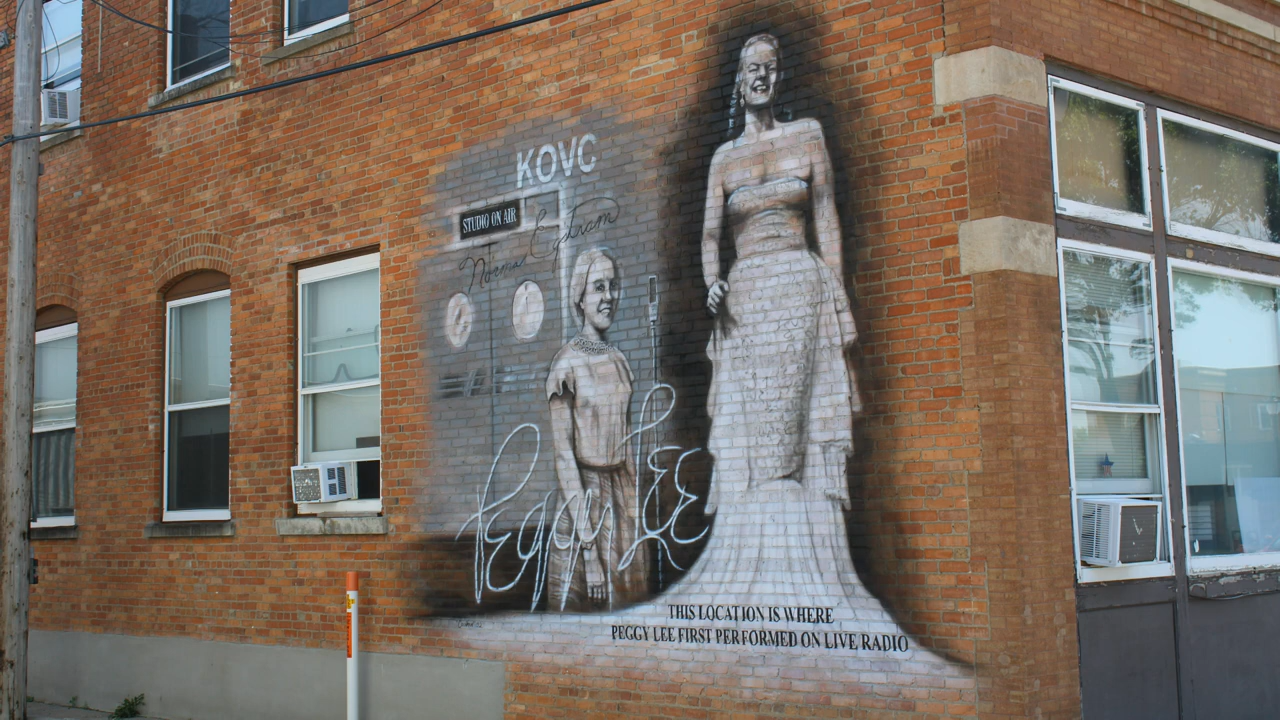 KOVC
STUDIO ON AIR
Norma Egstrom
Peggy Lee
THIS LOCATION IS WHERE
PEGGY LEE FIRST PERFORMED ON LIVE RADIO